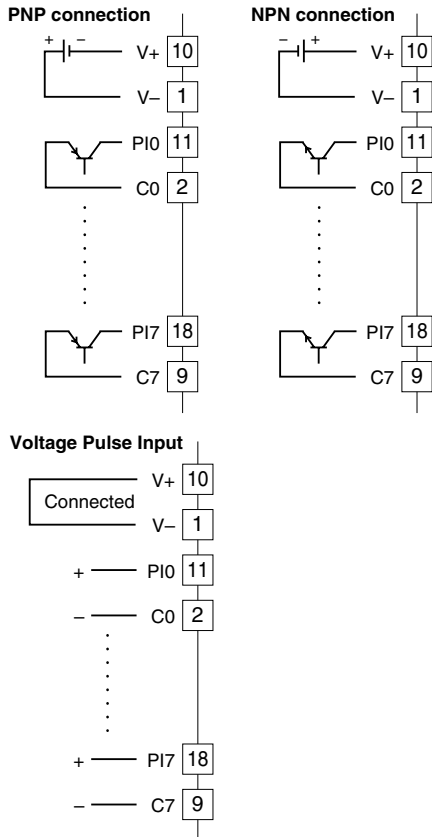 PNP connection
+ – V+ 10
V– 1
PI0 11
C0 2
PI7 18
C7 9
NPN connection
– + V+ 10
V– 1
PI0 11
C0 2
PI7 18
C7 9
Voltage Pulse Input
V+ 10
Connected
V– 1
+ PI0 11
– C0 2
+ PI7 18
– C7 9